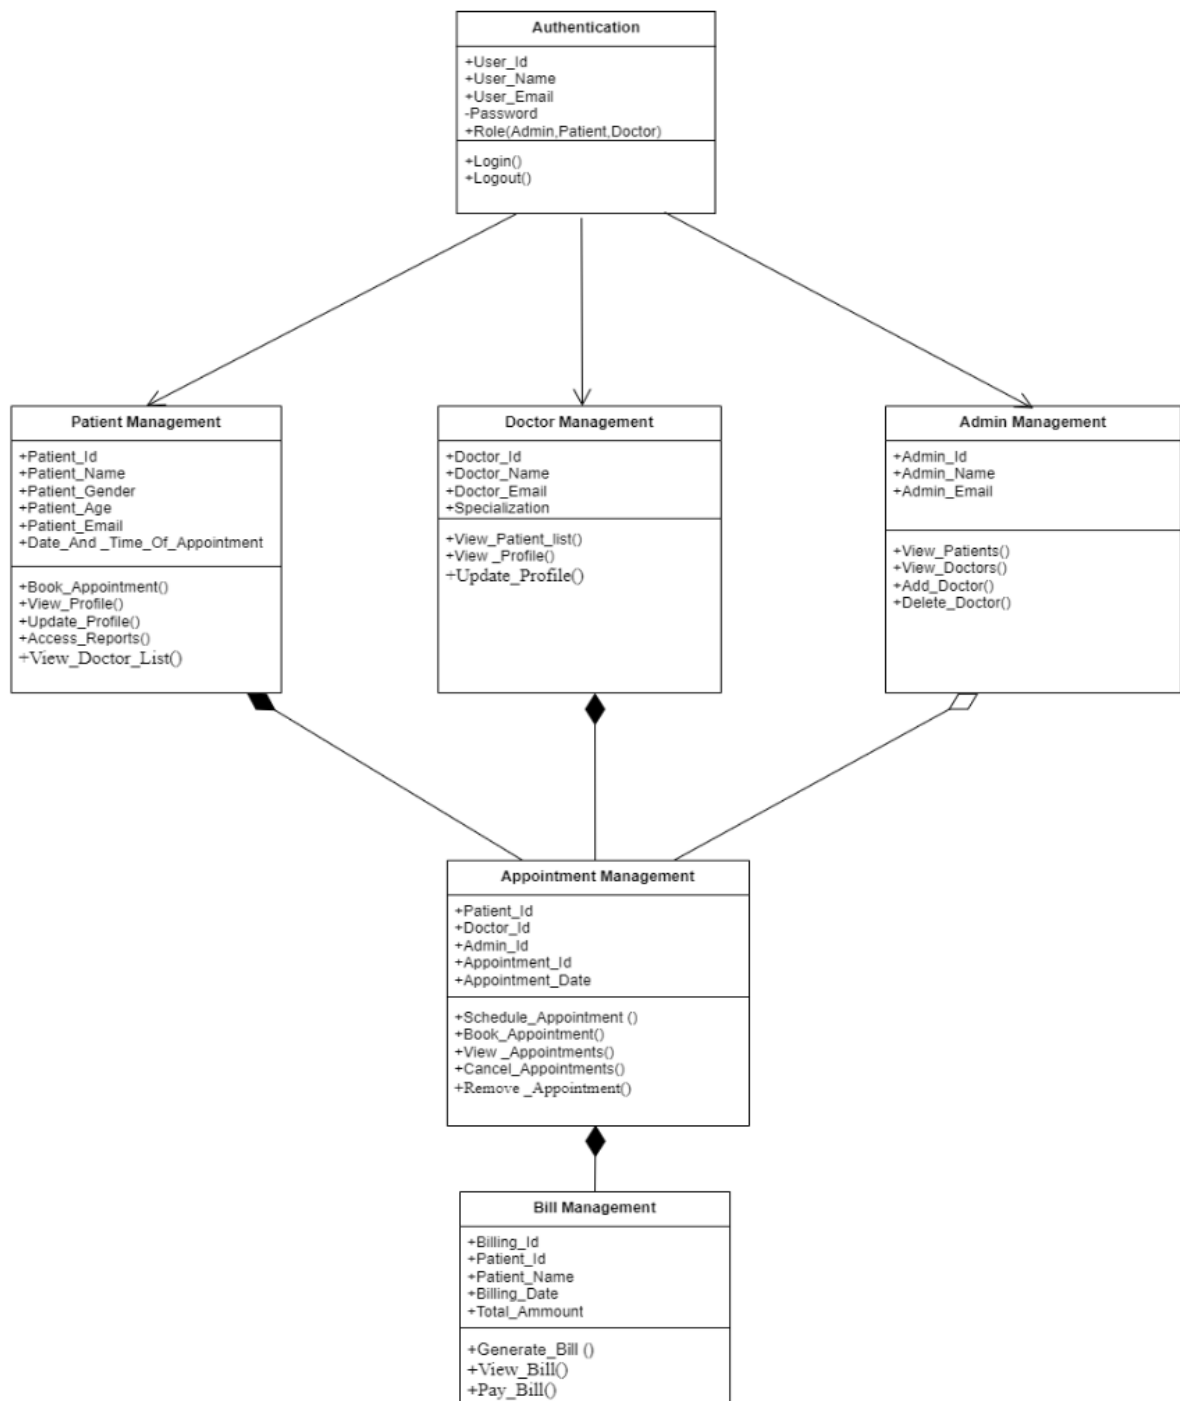 Authentication
+User_Id
+User_Name
+User_Email
-Password
+Role(Admin,Patient,Doctor)
+Login()
+Logout()
Patient Management
+Patient_Id
+Patient_Name
+Patient_Gender
+Patient_Age
+Patient_Email
+Date_And _Time_Of_Appointment
+Book_Appointment()
+View_Profile()
+Update_Profile()
+Access_Reports()
+View_Doctor_List()
Doctor Management
+Doctor_Id
+Doctor_Name
+Doctor_Email
+Specialization
+View_Patient_list()
+View _Profile()
+Update_Profile()
Admin Management
+Admin_Id
+Admin_Name
+Admin_Email
+View_Patients()
+View_Doctors()
+Add_Doctor()
+Delete_Doctor()
Appointment Management
+Patient_Id
+Doctor_Id
+Admin_Id
+Appointment_Id
+Appointment_Date
+Schedule_Appointment ()
+Book_Appointment()
+View _Appointments()
+Cancel_Appointments()
+Remove _Appointment()
Bill Management
+Billing_Id
+Patient_Id
+Patient_Name
+Billing_Date
+Total_Ammount
+Generate_Bill ()
+View_Bill()
+Pay_Bill()